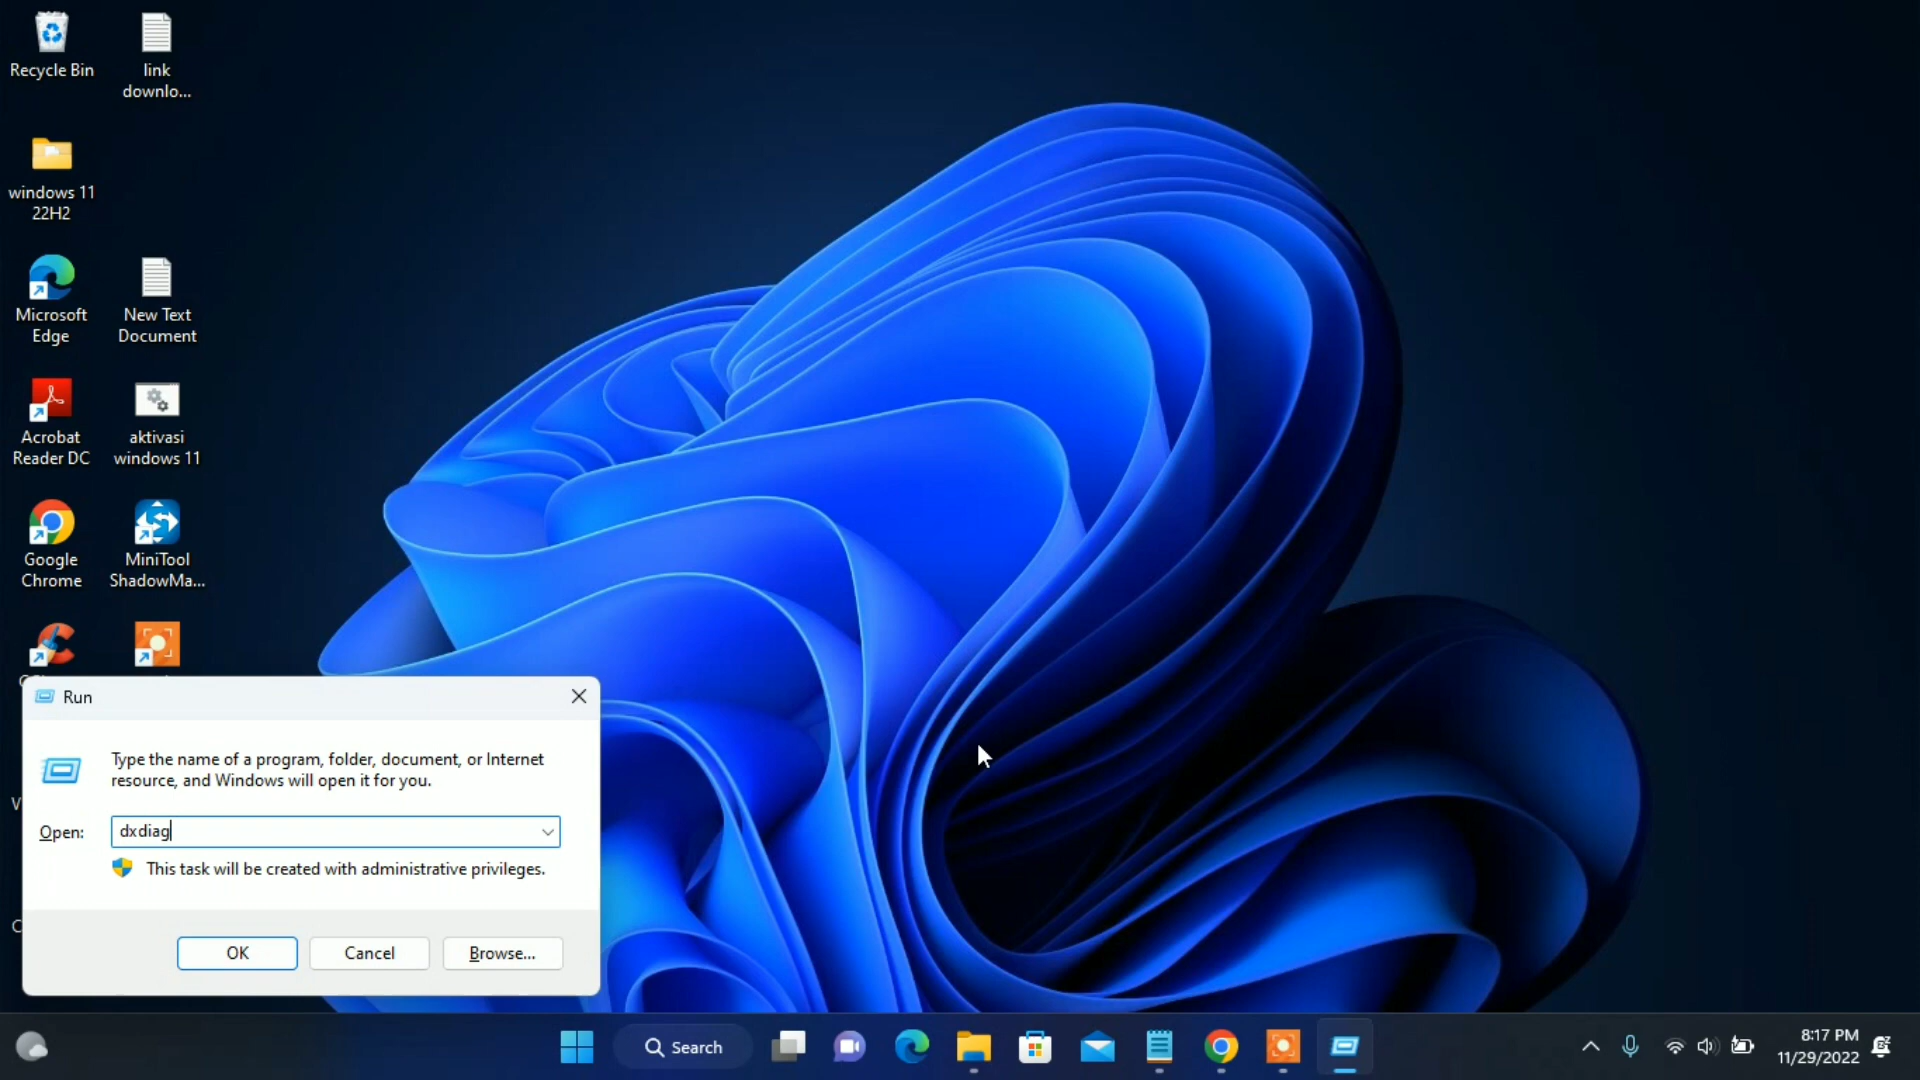 Recycle Bin
link
downlo...
windows 11
22H2
Microsoft
Edge
New Text
Document
Acrobat
Reader DC
aktivasi
windows 11
Google
Chrome
MiniTool
ShadowMa...
Run
Type the name of a program, folder, document, or Internet
resource, and Windows will open it for you.
Open:
dxdiag
This task will be created with administrative privileges.
OK
Cancel
Browse...
Search
8:17 PM
11/29/2022